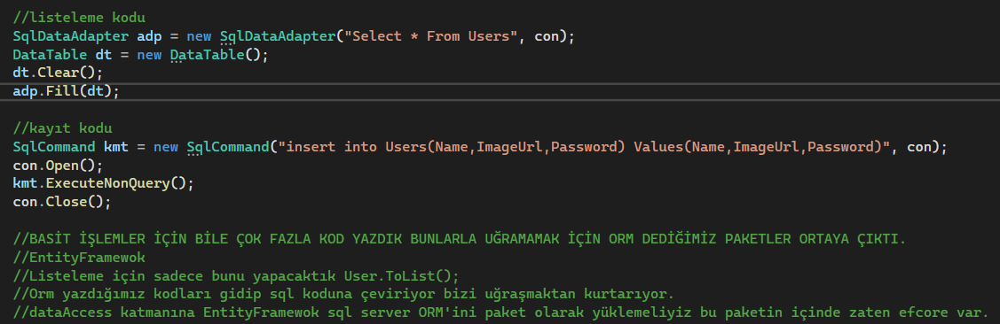 //listeleme kodu
SqlDataAdapter adp = new SqlDataAdapter("Select * From Users", con);
DataTable dt = new DataTable();
dt.Clear();
adp.Fill(dt);
//kayıt kodu
SqlCommand kmt = new SqlCommand("insert into Users(Name,ImageUrl,Password) Values(Name,ImageUrl,Password)", con);
con.Open();
kmt.ExecuteNonQuery();
con.Close();
//BASİT İŞLEMLER İÇİN BİLE ÇOK FAZLA KOD YAZDIK BUNLARLA UĞRAMAMAK İÇİN ORM DEDİĞİMİZ PAKETLER ORTAYA ÇIKTI.
//EntityFramewok
//Listeleme için sadece bunu yapacaktık User.ToList();
//Orm yazdığımız kodları gidip sql koduna çeviriyor bizi uğraşmaktan kurtarıyor.
//dataAccess katmanına EntityFramewok sql server ORM'ini paket olarak yüklemeliyiz bu paketin içinde zaten efcore var.